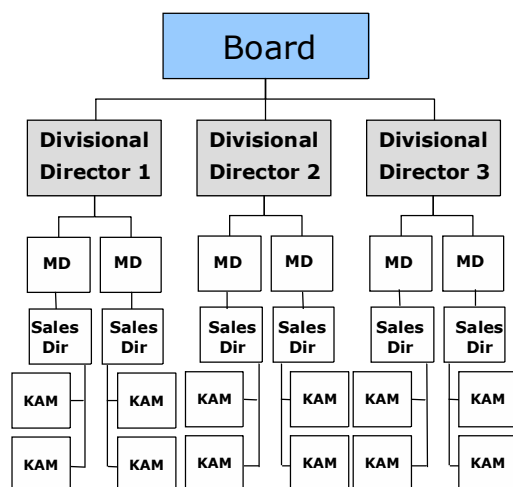 Board
Divisional
Director 1
Divisional
Director 2
Divisional
Director 3
MD
MD
MD
MD
MD
MD
Sales
Dir
Sales
Dir
Sales
Dir
Sales
Dir
Sales
Dir
Sales
Dir
KAM
KAM
KAM
KAM
KAM
KAM
KAM
KAM
KAM
KAM
KAM
KAM